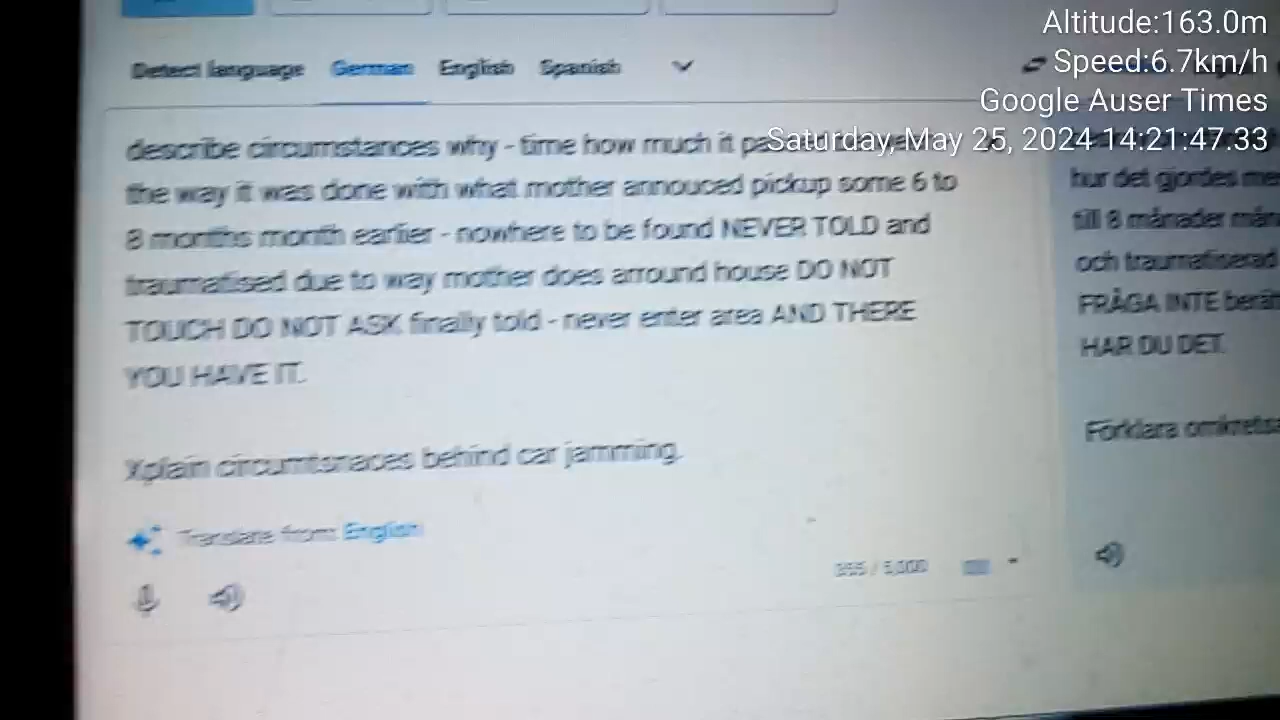 Altitude:163.0m
Speed:6.7km/h
Google Auser Times
Saturday, May 25, 2024 14:21:47.33
Detect language German English Spanish
describe circumstances why - time how much it
the way it was done with what mother annouced pickup some 6 to
8 months month earlier - nowhere to be found NEVER TOLD and
traumatised due to way mother does arround house DO NOT
TOUCH DO NOT ASK finally told - never enter area AND THERE
YOU HAVE IT.
Xplain circumtsnaces behind car jamming.
Translate from: English
355 / 5,000
hur det gjordes
till 8 månader
och traumatiserad
FRÅGA INTE
HAR DU DET.
Förklara